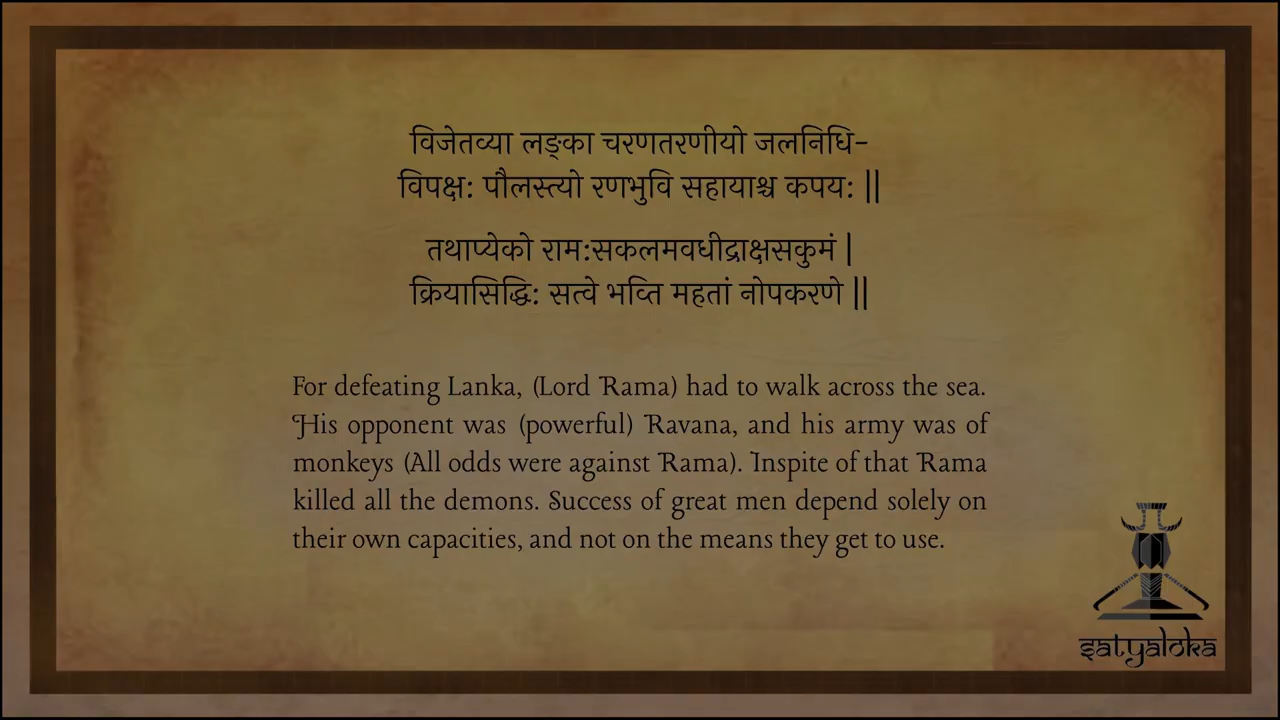 विजेतव्या लङ्का चरणतरणीयो जलनिधि-
विपक्ष: पौलस्त्यो रणभुवि सहायाश्च कपय: ||
तथाप्येको राम:सकलमवधीद्राक्षसकुमं |
क्रियासिद्धि: सत्वे भव्ति महतां नोपकरणे ||
For defeating Lanka, (Lord Rama) had to walk across the sea.
His opponent was (powerful) Ravana, and his army was of
monkeys (All odds were against Rama). Inspite of that Rama
killed all the demons. Success of great men depend solely on
their own capacities, and not on the means they get to use.
satyaloka